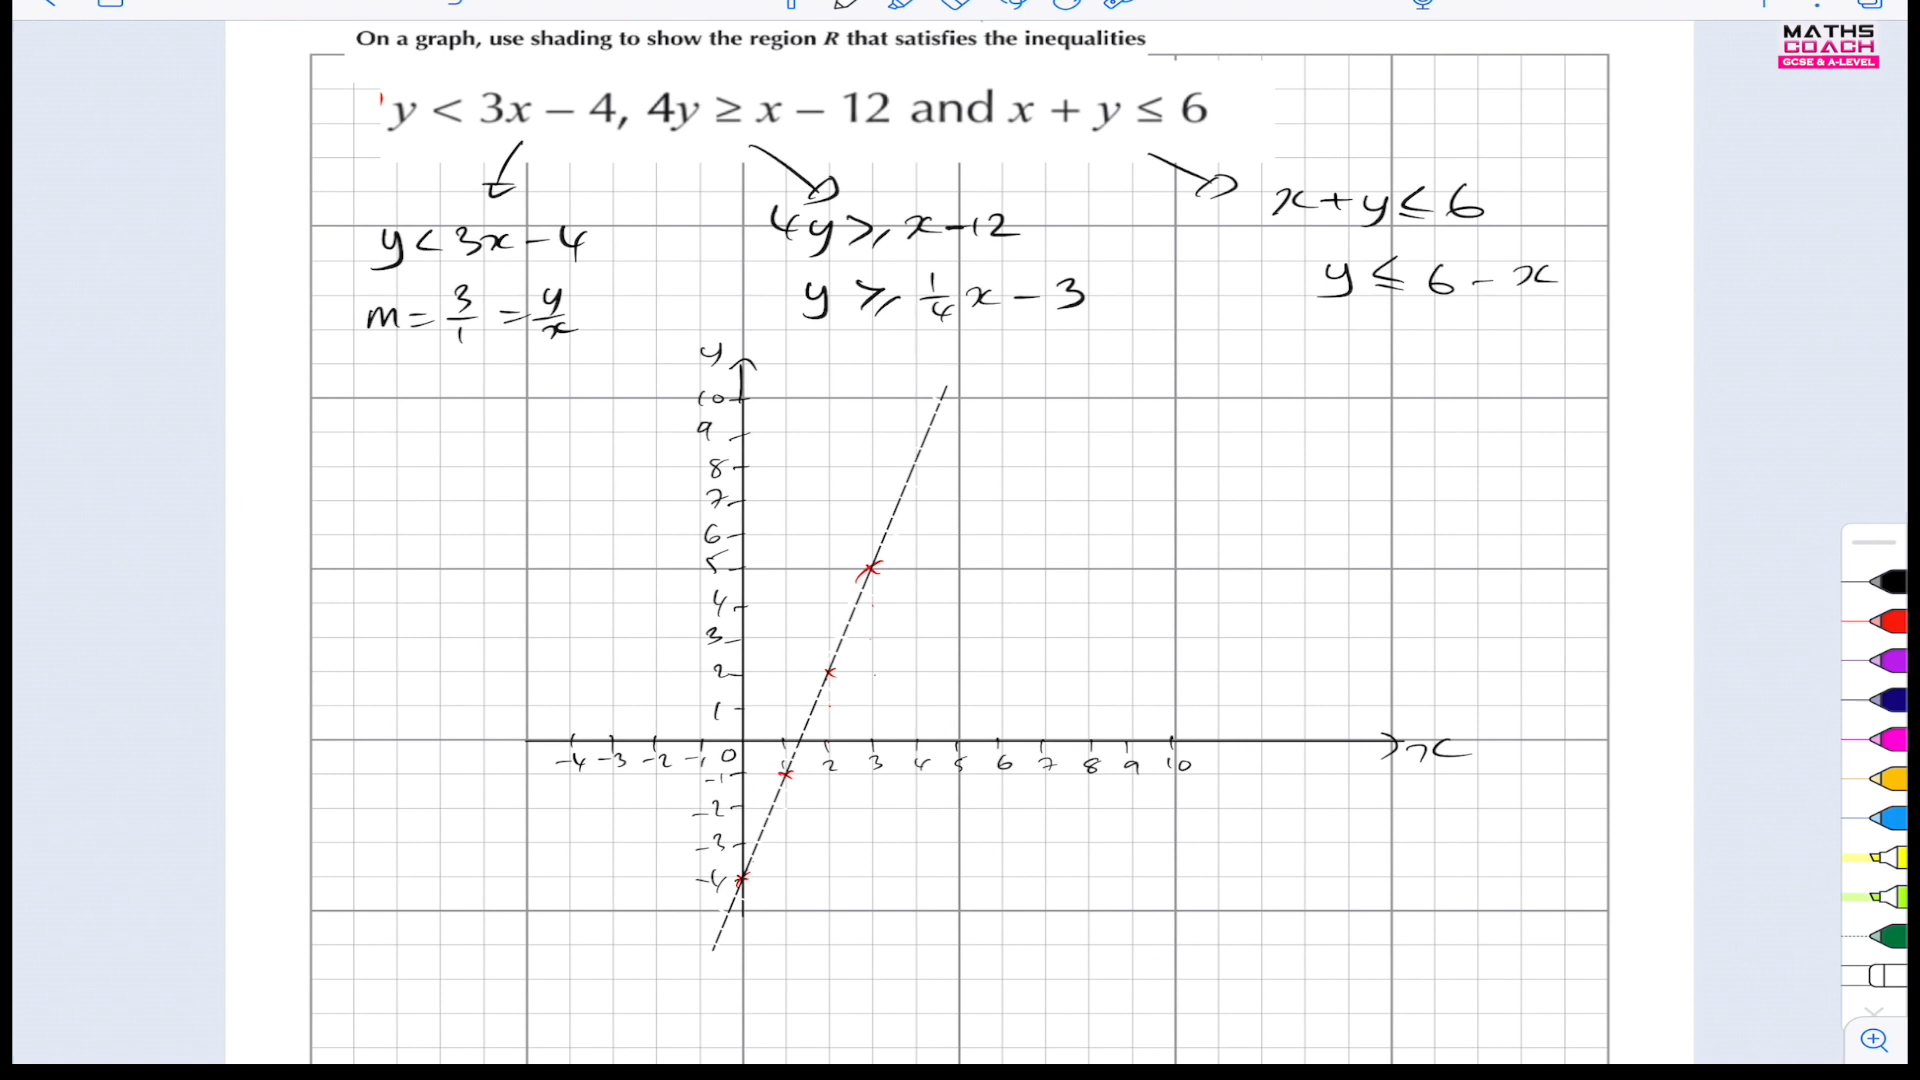 MATHS
COACH
GCSE & A-LEVEL
On a graph, use shading to show the region R that satisfies the inequalities
y < 3x – 4, 4y ≥ x – 12 and x + y ≤ 6
y < 3x – 4
m = 3/1 = y/x
4y ≥ x – 12
y ≥ 1/4 x – 3
x + y ≤ 6
y ≤ 6 – x
y
10
9
8
7
6
5
4
3
2
1
-4 -3 -2 -1 0 1 2 3 4 5 6 7 8 9 10 x
-1
-2
-3
-4